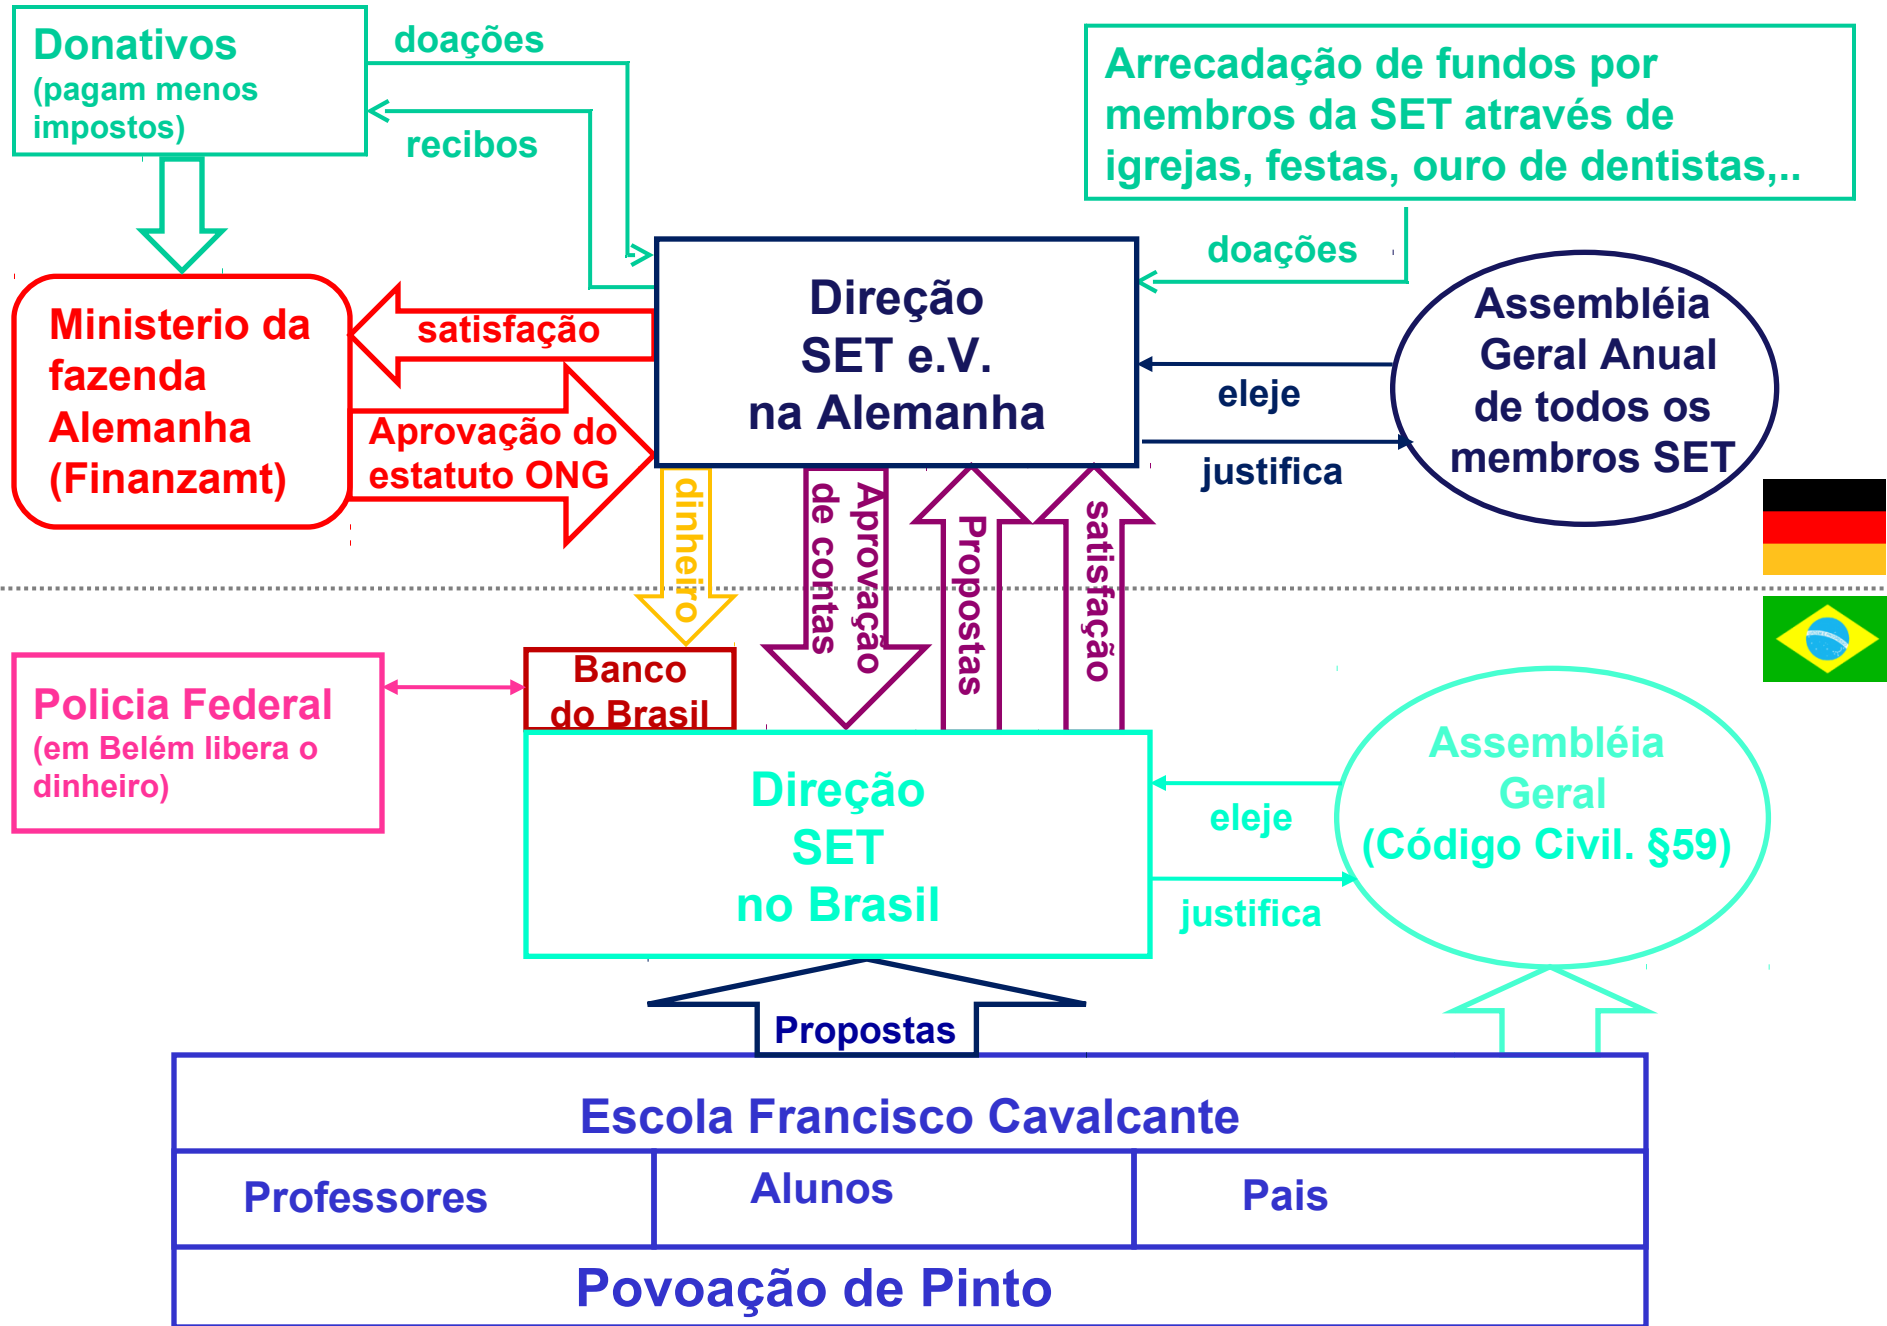 Donativos
(pagam menos
impostos)
doações
recibos
Arrecadação de fundos por
membros da SET através de
igrejas, festas, ouro de dentistas,..
doações
Ministerio da
fazenda
Alemanha
(Finanzamt)
satisfação
Aprovação do
estatuto ONG
Direção
SET e.V.
na Alemanha
eleje
justifica
Assembléia
Geral Anual
de todos os
membros SET
dinheiro
Aprovação
de contas
Propostas
satisfação
Policia Federal
(em Belém libera o
dinheiro)
Banco
do Brasil
Direção
SET
no Brasil
eleje
justifica
Assembléia
Geral
(Código Civil. §59)
Propostas
Escola Francisco Cavalcante
Professores
Alunos
Pais
Povoação de Pinto